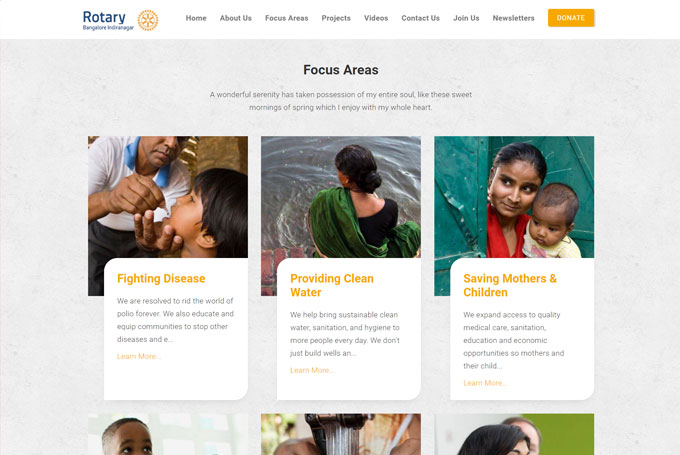 Rotary
Bangalore Indiranagar
Home About Us Focus Areas Projects Videos Contact Us Join Us Newsletters DONATE
Focus Areas
A wonderful serenity has taken possession of my entire soul, like these sweet
mornings of spring which I enjoy with my whole heart.
Fighting Disease
We are resolved to rid the world of
polio forever. We also educate and
equip communities to stop other
diseases and e...
Learn More...
Providing Clean
Water
We help bring sustainable clean
water, sanitation, and hygiene to
more people every day. We don't
just build wells an...
Learn More...
Saving Mothers &
Children
We expand access to quality
medical care, sanitation,
education and economic
opportunities so mothers and
their child...
Learn More...